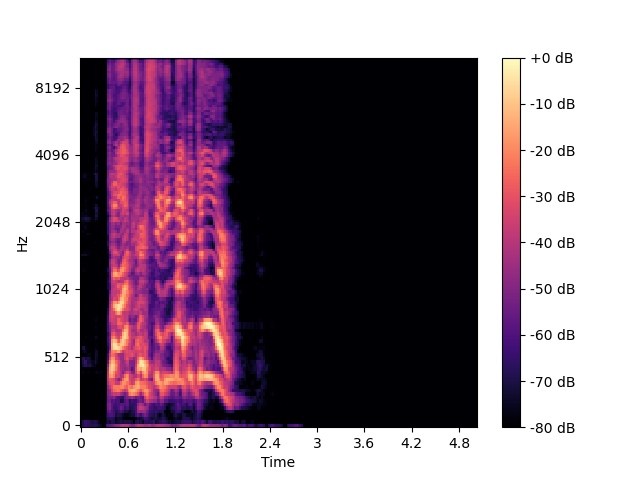 8192
4096
2048
1024
512
0
Hz
0 0.6 1.2 1.8 2.4 3 3.6 4.2 4.8
Time
+0 dB
-10 dB
-20 dB
-30 dB
-40 dB
-50 dB
-60 dB
-70 dB
-80 dB